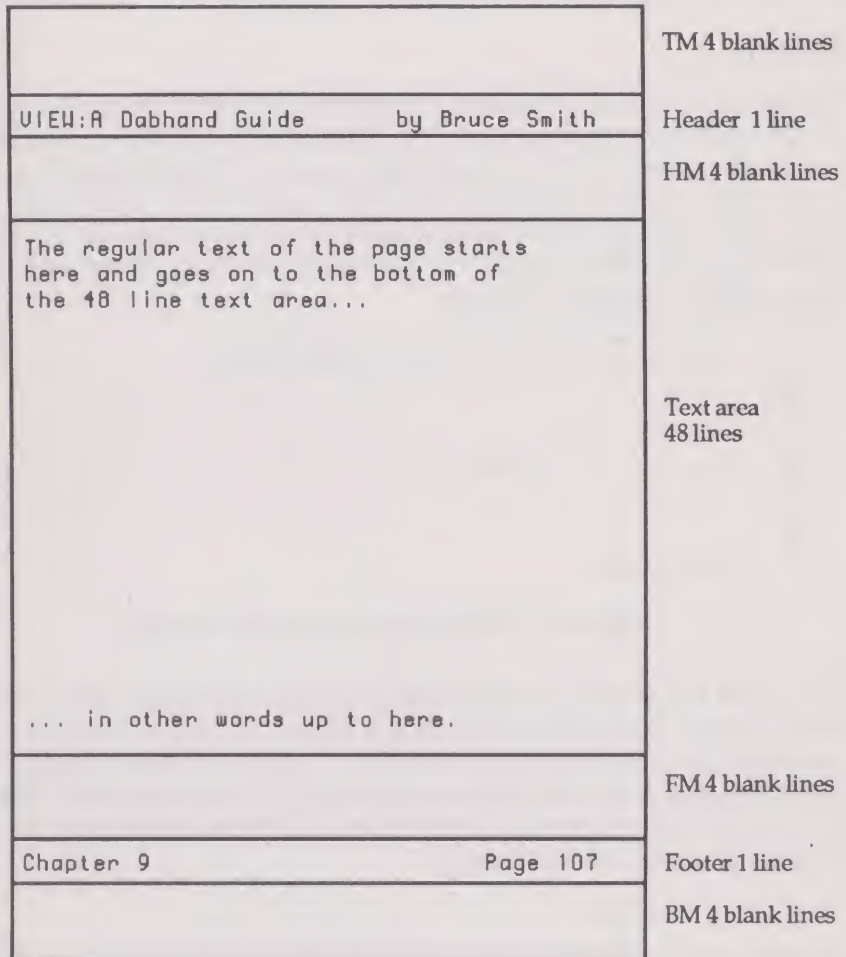 TM 4 blank lines
VIEW:A Dabhand Guide by Bruce Smith
Header 1 line
HM 4 blank lines
The regular text of the page starts
here and goes on to the bottom of
the 48 line text area...
Text area
48 lines
... in other words up to here.
FM 4 blank lines
Chapter 9 Page 107
Footer 1 line
BM 4 blank lines